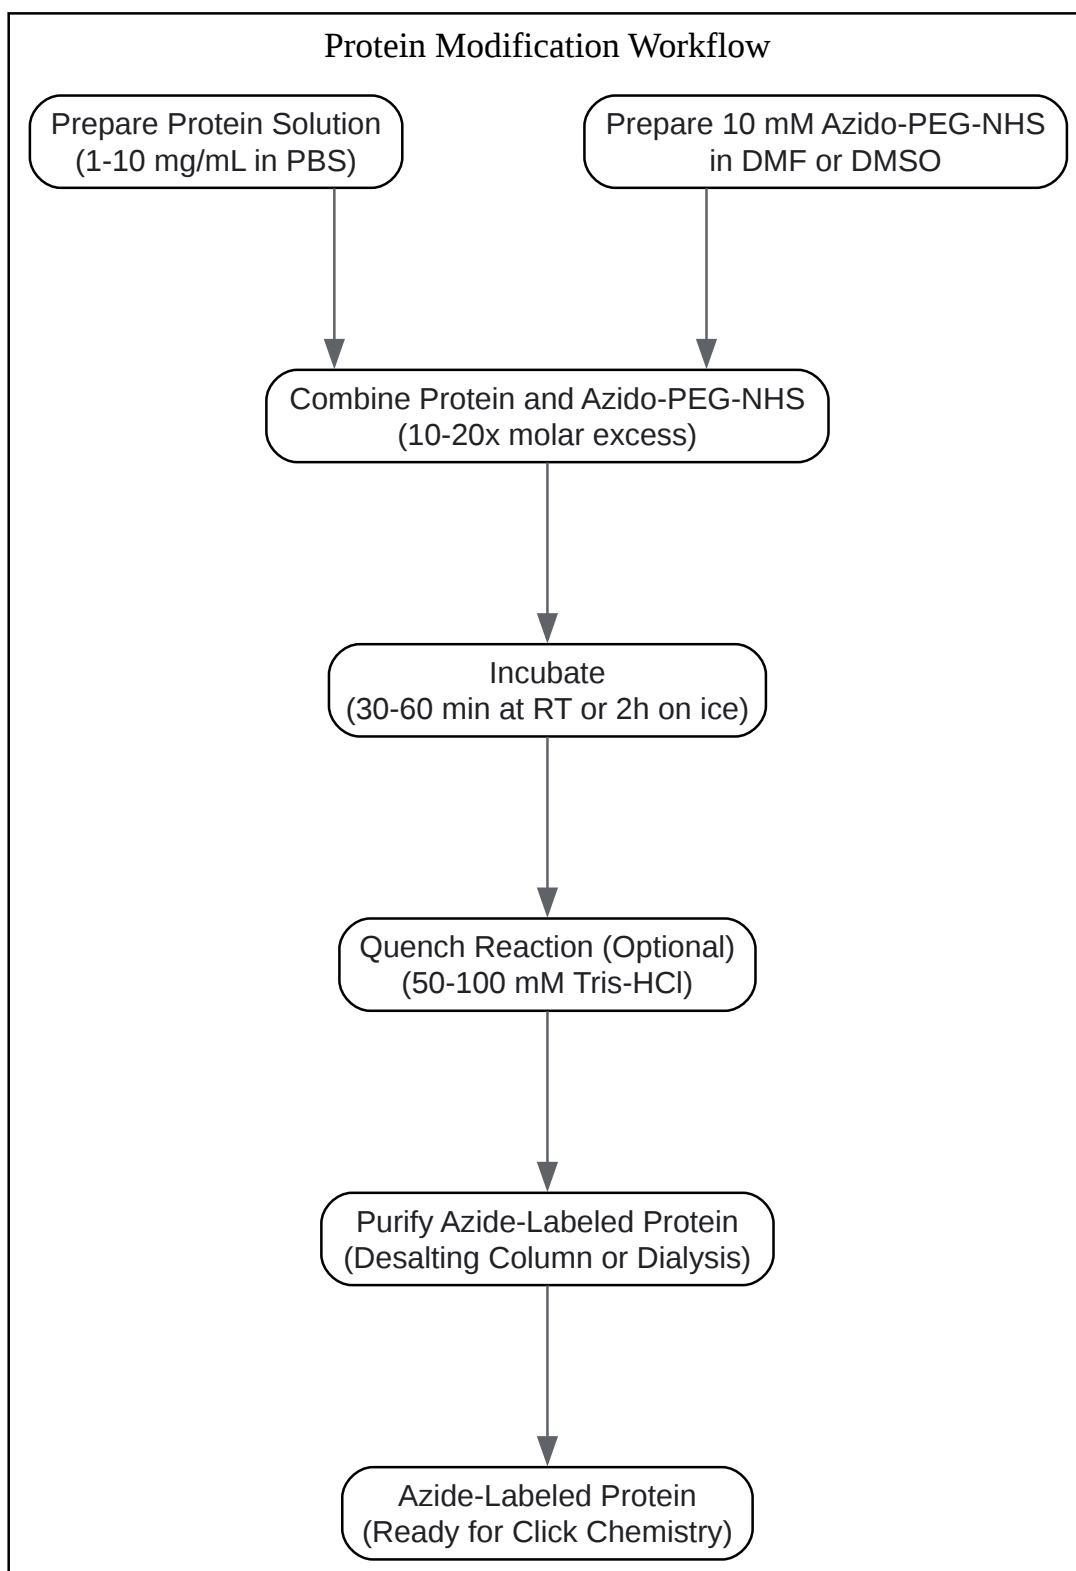 Protein Modification Workflow
Prepare Protein Solution
(1-10 mg/mL in PBS)
Prepare 10 mM Azido-PEG-NHS
in DMF or DMSO
Combine Protein and Azido-PEG-NHS
(10-20x molar excess)
Incubate
(30-60 min at RT or 2h on ice)
Quench Reaction (Optional)
(50-100 mM Tris-HCl)
Purify Azide-Labeled Protein
(Desalting Column or Dialysis)
Azide-Labeled Protein
(Ready for Click Chemistry)